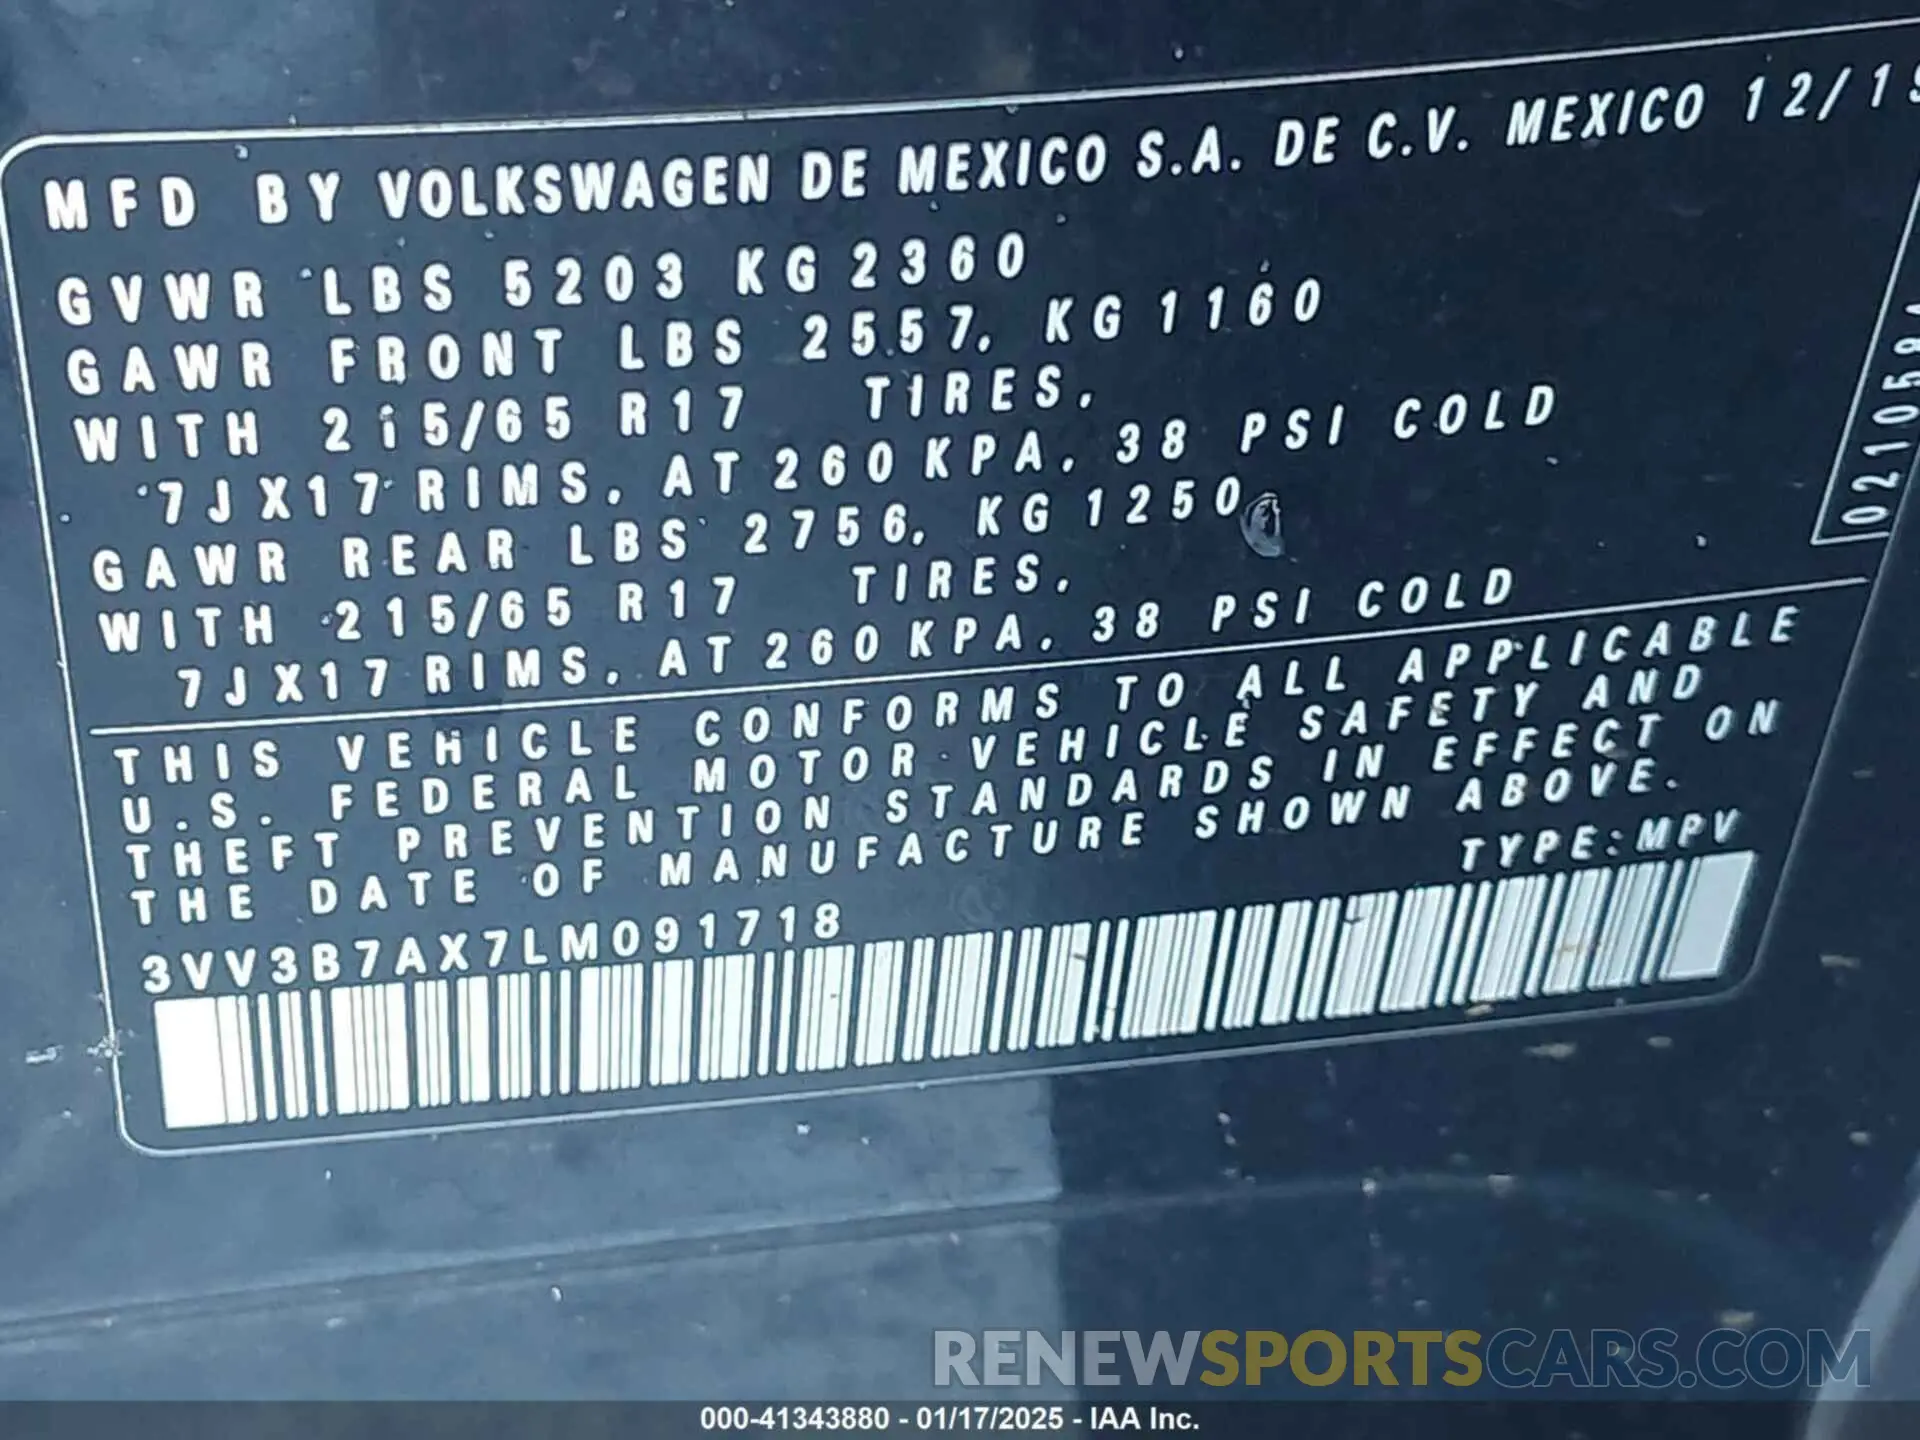 MFD BY VOLKSWAGEN DE MEXICO S.A. DE C.V. MEXICO 12/19
GVWR LBS 5203 KG 2360
GAWR FRONT LBS 2557, KG 1160
WITH 215/65 R17 TIRES,
7JX17 RIMS, AT 260 KPA, 38 PSI COLD
GAWR REAR LBS 2756, KG 1250
WITH 215/65 R17 TIRES,
7JX17 RIMS, AT 260 KPA, 38 PSI COLD
THIS VEHICLE CONFORMS TO ALL APPLICABLE
U.S. FEDERAL MOTOR VEHICLE SAFETY AND
THEFT PREVENTION STANDARDS IN EFFECT ON
THE DATE OF MANUFACTURE SHOWN ABOVE.
TYPE: MPV
3VV3B7AX7LM091718
RENEWSPORTSCARS.COM
000-41343880 - 01/17/2025 - IAA Inc.